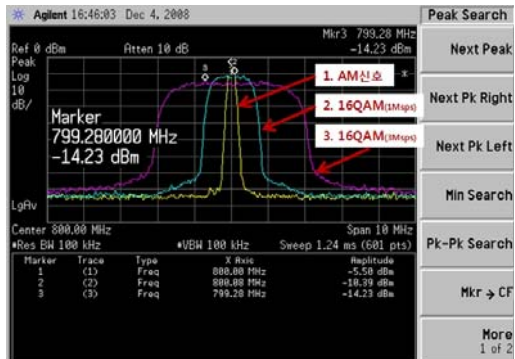 Agilent 16:46:03 Dec 4, 2008
Peak Search
Mkr3 799.28 MHz
Ref 0 dBm Atten 10 dB -14.23 dBm
Peak
Log
10
dB/
Marker
799.280000 MHz
-14.23 dBm
3
1. AM신호
2. 16QAM(1Msps)
3. 16QAM(3Msps)
LgAv
Center 800.00 MHz Span 10 MHz
#Res BW 100 kHz #VBW 100 kHz Sweep 1.24 ms (601 pts)
Marker Trace Type X Axis Amplitude
1 (1) Freq 800.00 MHz -5.50 dBm
2 (2) Freq 800.08 MHz -10.39 dBm
3 (3) Freq 799.28 MHz -14.23 dBm
Next Peak
Next Pk Right
Next Pk Left
Min Search
Pk-Pk Search
Mkr → CF
More
1 of 2